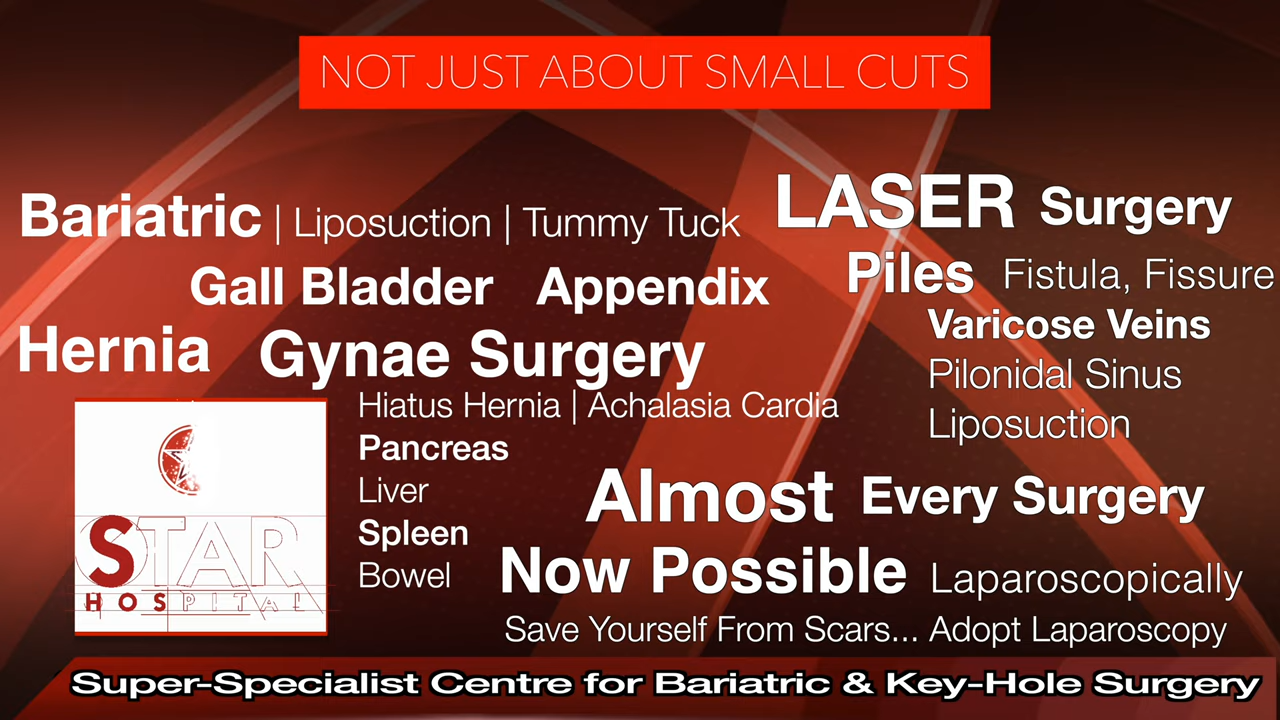 NOT JUST ABOUT SMALL CUTS
Bariatric | Liposuction | Tummy Tuck
Gall Bladder Appendix
Hernia Gynae Surgery
Hiatus Hernia | Achalasia Cardia
Pancreas
Liver
Spleen
Bowel
LASER Surgery
Piles Fistula, Fissure
Varicose Veins
Pilonidal Sinus
Liposuction
Almost Every Surgery
Now Possible Laparoscopically
Save Yourself From Scars... Adopt Laparoscopy
STAR
HOSPITAL
Super-Specialist Centre for Bariatric & Key-Hole Surgery